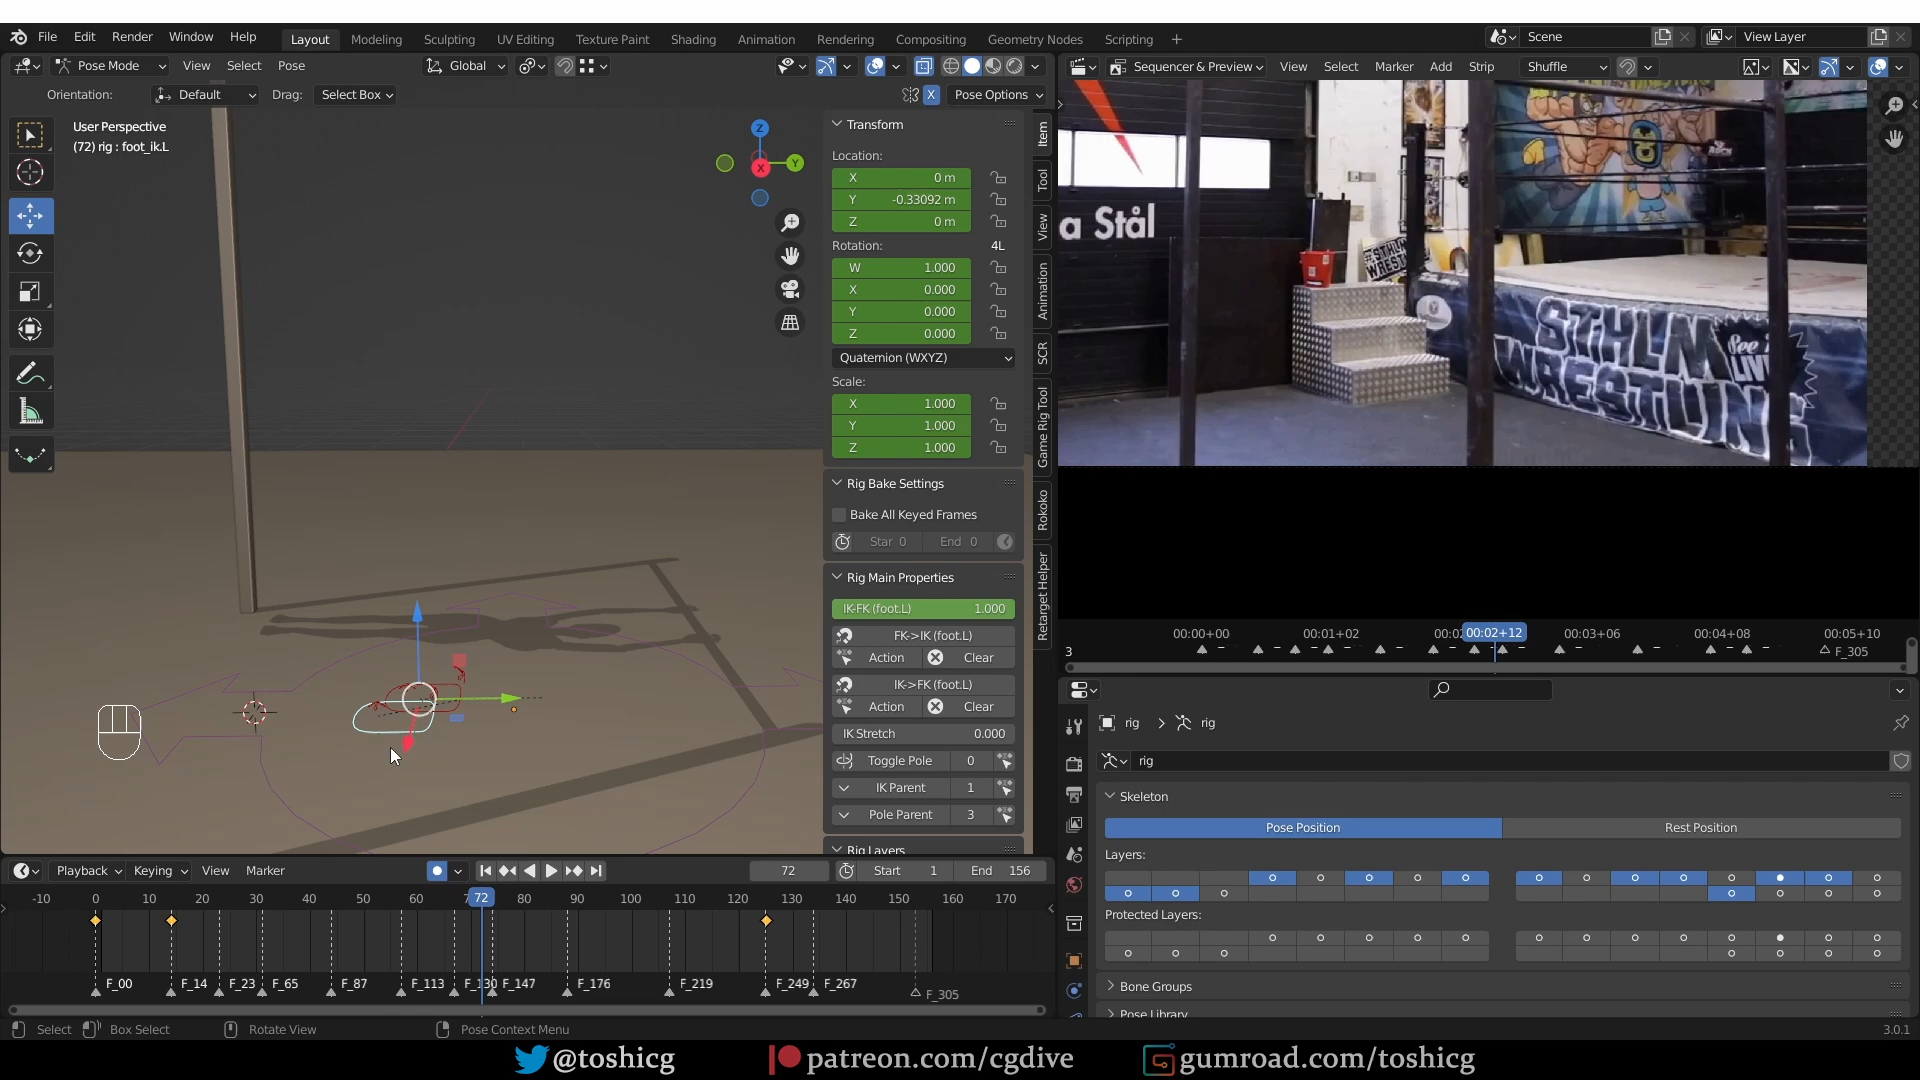 File Edit Render Window Help
Layout Modeling Sculpting UV Editing Texture Paint Shading Animation Rendering Compositing Geometry Nodes Scripting +
Scene
View Layer
Pose Mode View Select Pose
Global
Orientation: Default Drag: Select Box
X Pose Options
User Perspective
(72) rig : foot_ik.L
Z
Y
X
Transform
Location:
X 0 m
Y -0.33092 m
Z 0 m
Rotation: 4L
W 1.000
X 0.000
Y 0.000
Z 0.000
Quaternion (WXYZ)
Scale:
X 1.000
Y 1.000
Z 1.000
Rig Bake Settings
Bake All Keyed Frames
Star 0 End 0
Rig Main Properties
IK-FK (foot.L) 1.000
FK->IK (foot.L)
Action Clear
IK->FK (foot.L)
Action Clear
IK Stretch 0.000
Toggle Pole 0
IK Parent 1
Pole Parent 3
Rig Layers
Item
Tool
View
Animation
SCR
Game Rig Tool
Rokoko
Retarget Helper
Sequencer & Preview View Select Marker Add Strip Shuffle
a Stål
#STHLM
WRESTL
STHLM
WRESTLING
See
LIVE
00:00+00 00:01+02 00:02+12 00:03+06 00:04+08 00:05+10
3
F_305
rig > rig
rig
Skeleton
Pose Position Rest Position
Layers:
Protected Layers:
Bone Groups
Pose Library
Playback Keying View Marker
72 Start 1 End 156
-10 0 10 20 30 40 50 60 72 80 90 100 110 120 130 140 150 160 170
F_00 F_14 F_23 F_65 F_87 F_113 F_130 F_147 F_176 F_219 F_249 F_267 F_305
Select Box Select Rotate View Pose Context Menu
3.0.1
@toshicg patreon.com/cgdive gumroad.com/toshicg